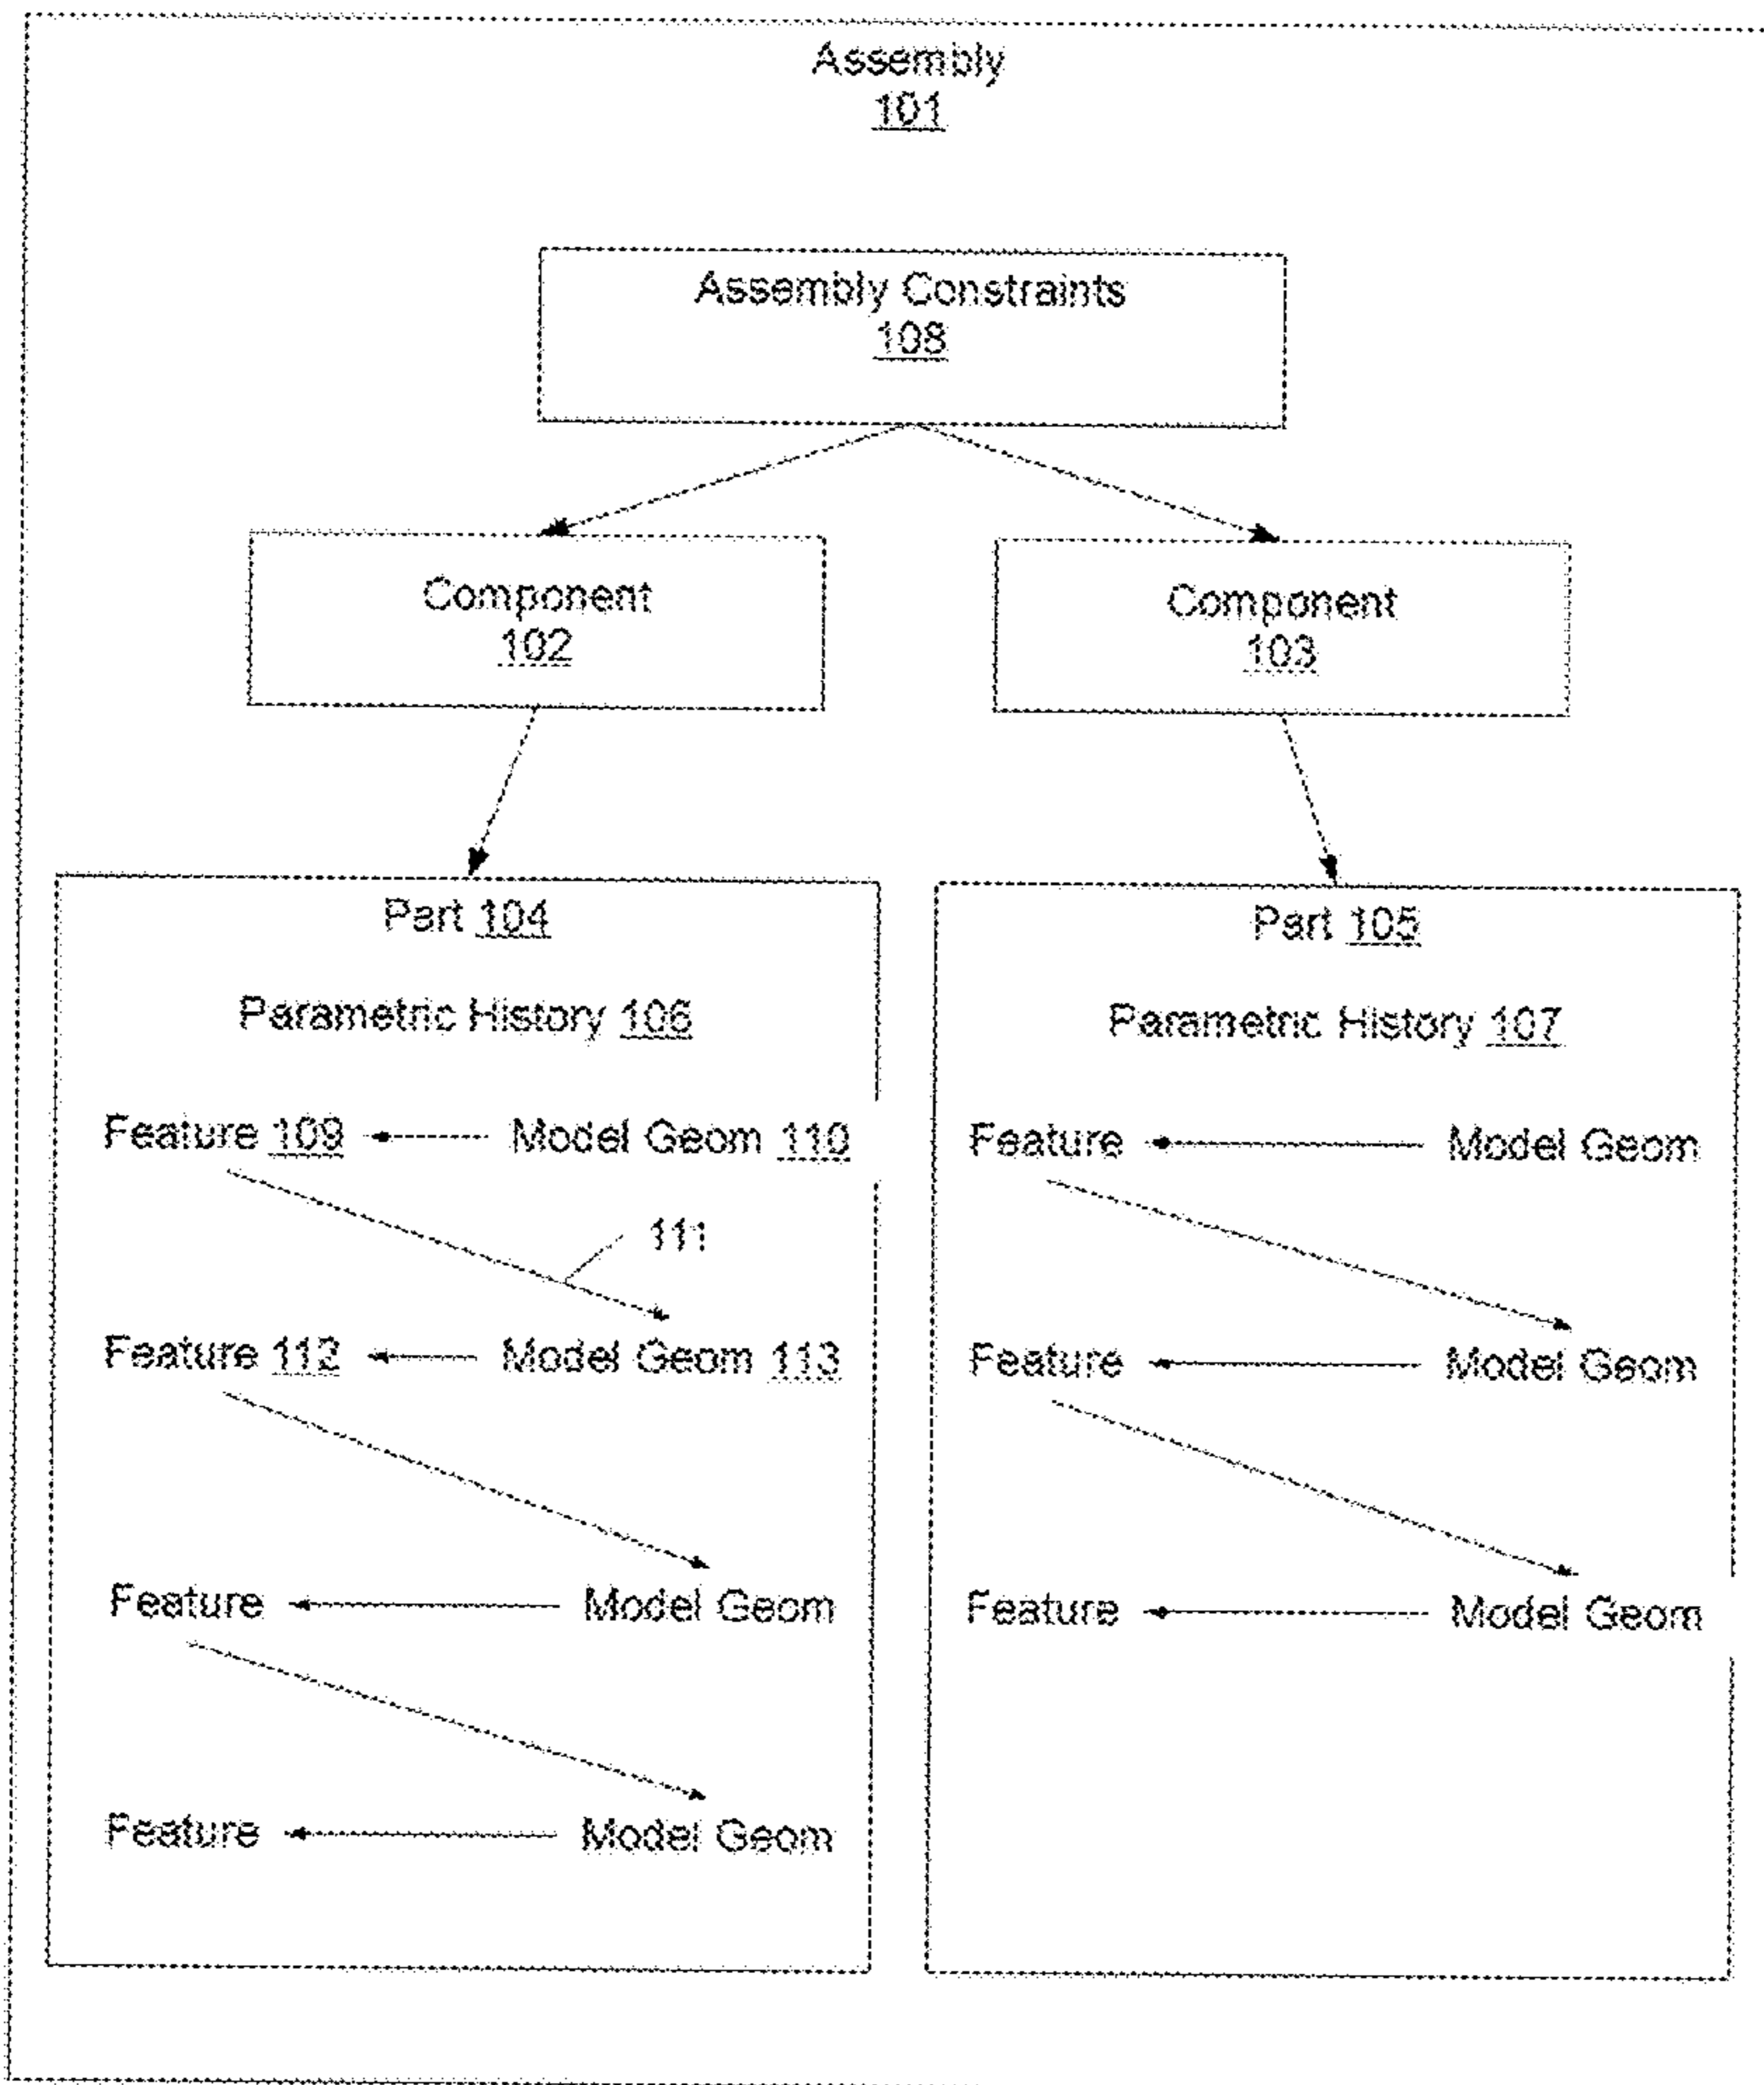 Assembly
101
Assembly Constraints
108
Component
102
Component
103
Part 104
Parametric History 106
Feature 109
Model Geom 110
111
Feature 112
Model Geom 113
Feature
Model Geom
Feature
Model Geom
Part 105
Parametric History 107
Feature
Model Geom
Feature
Model Geom
Feature
Model Geom